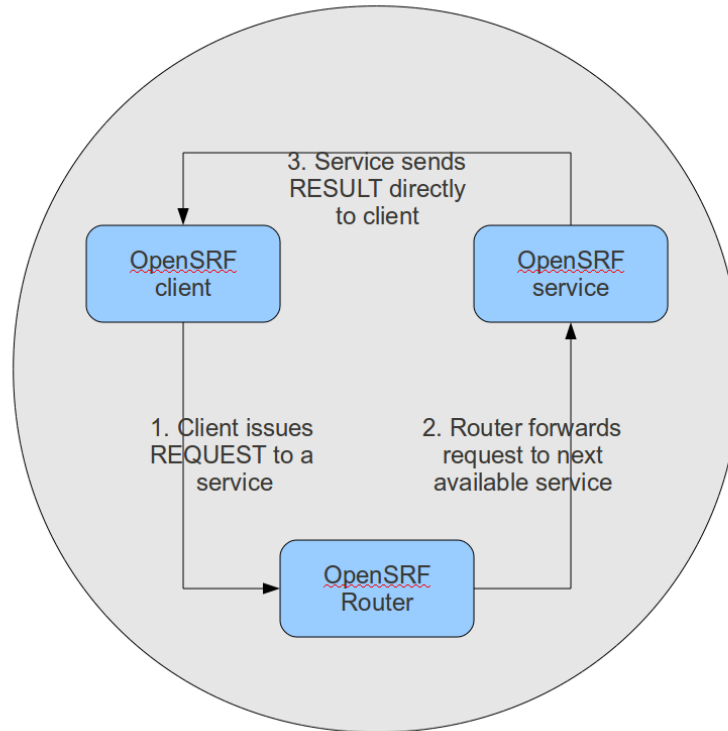 3. Service sends
RESULT directly
to client
OpenSRF
client
OpenSRF
service
1. Client issues
REQUEST to a
service
2. Router forwards
request to next
available service
OpenSRF
Router